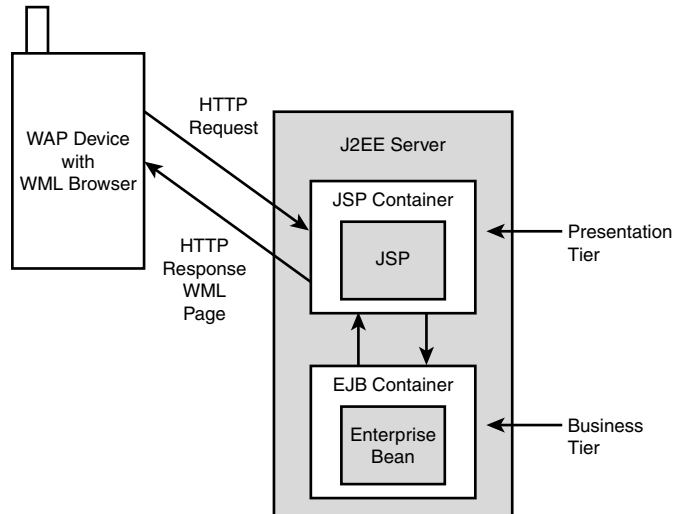 WAP Device
with
WML Browser
HTTP
Request
HTTP
Response
WML
Page
J2EE Server
JSP Container
JSP
Presentation
Tier
EJB Container
Enterprise
Bean
Business
Tier